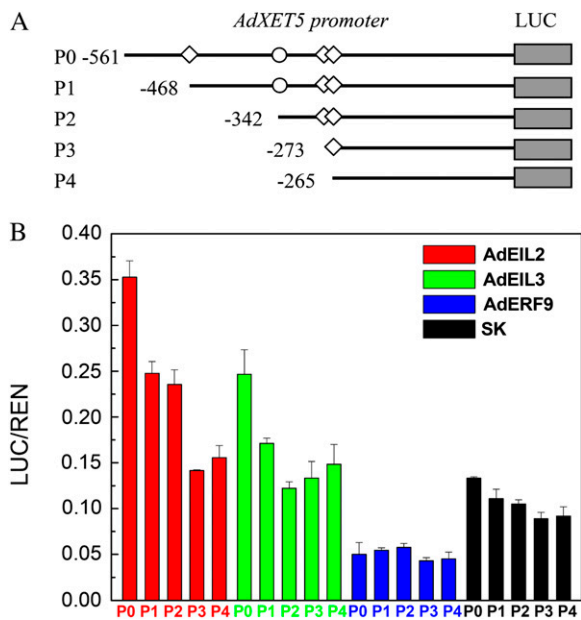 A
AdXET5 promoter LUC
P0 -561
P1 -468
P2 -342
P3 -273
P4 -265
B
0.40
0.35
0.30
0.25
0.20
0.15
0.10
0.05
0.00
LUC/REN
AdEIL2
AdEIL3
AdERF9
SK
P0 P1 P2 P3 P4 P0 P1 P2 P3 P4 P0 P1 P2 P3 P4 P0 P1 P2 P3 P4